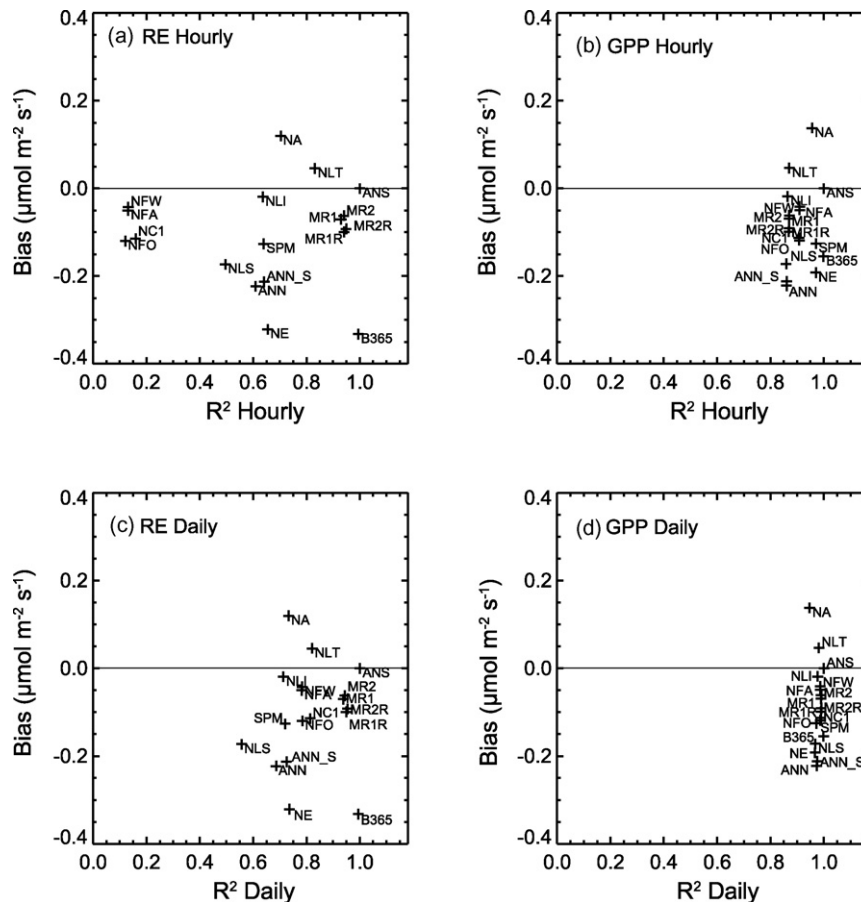 (a) RE Hourly
0.4
0.2
0.0
-0.2
-0.4
Bias (µmol m⁻² s⁻¹)
NA
NLT
ANS
NLI
NFW
NFA
MR2
MR1
MR2R
MR1R
NC1
NFO
SPM
NLS
ANN_S
ANN
NE
B365
0.0 0.2 0.4 0.6 0.8 1.0
R² Hourly
(b) GPP Hourly
0.4
0.2
0.0
-0.2
-0.4
Bias (µmol m⁻² s⁻¹)
NA
NLT
ANS
NLI
NFW
NFA
MR2
MR1
MR2R
MR1R
NC1
NFO
NLS
SPM
B365
ANN_S
NE
ANN
0.0 0.2 0.4 0.6 0.8 1.0
R² Hourly
(c) RE Daily
0.4
0.2
0.0
-0.2
-0.4
Bias (µmol m⁻² s⁻¹)
NA
NLT
ANS
NLI
NFW
NFA
MR2
MR1
MR2R
SPM
NC1
NFO
MR1R
NLS
ANN_S
ANN
NE
B365
0.0 0.2 0.4 0.6 0.8 1.0
R² Daily
(d) GPP Daily
0.4
0.2
0.0
-0.2
-0.4
Bias (µmol m⁻² s⁻¹)
NA
NLT
ANS
NLI
NFW
NFA
MR2
MR1
MR2R
MR1R
NC1
NFO
SPM
B365
NLS
NE
ANN_S
ANN
0.0 0.2 0.4 0.6 0.8 1.0
R² Daily